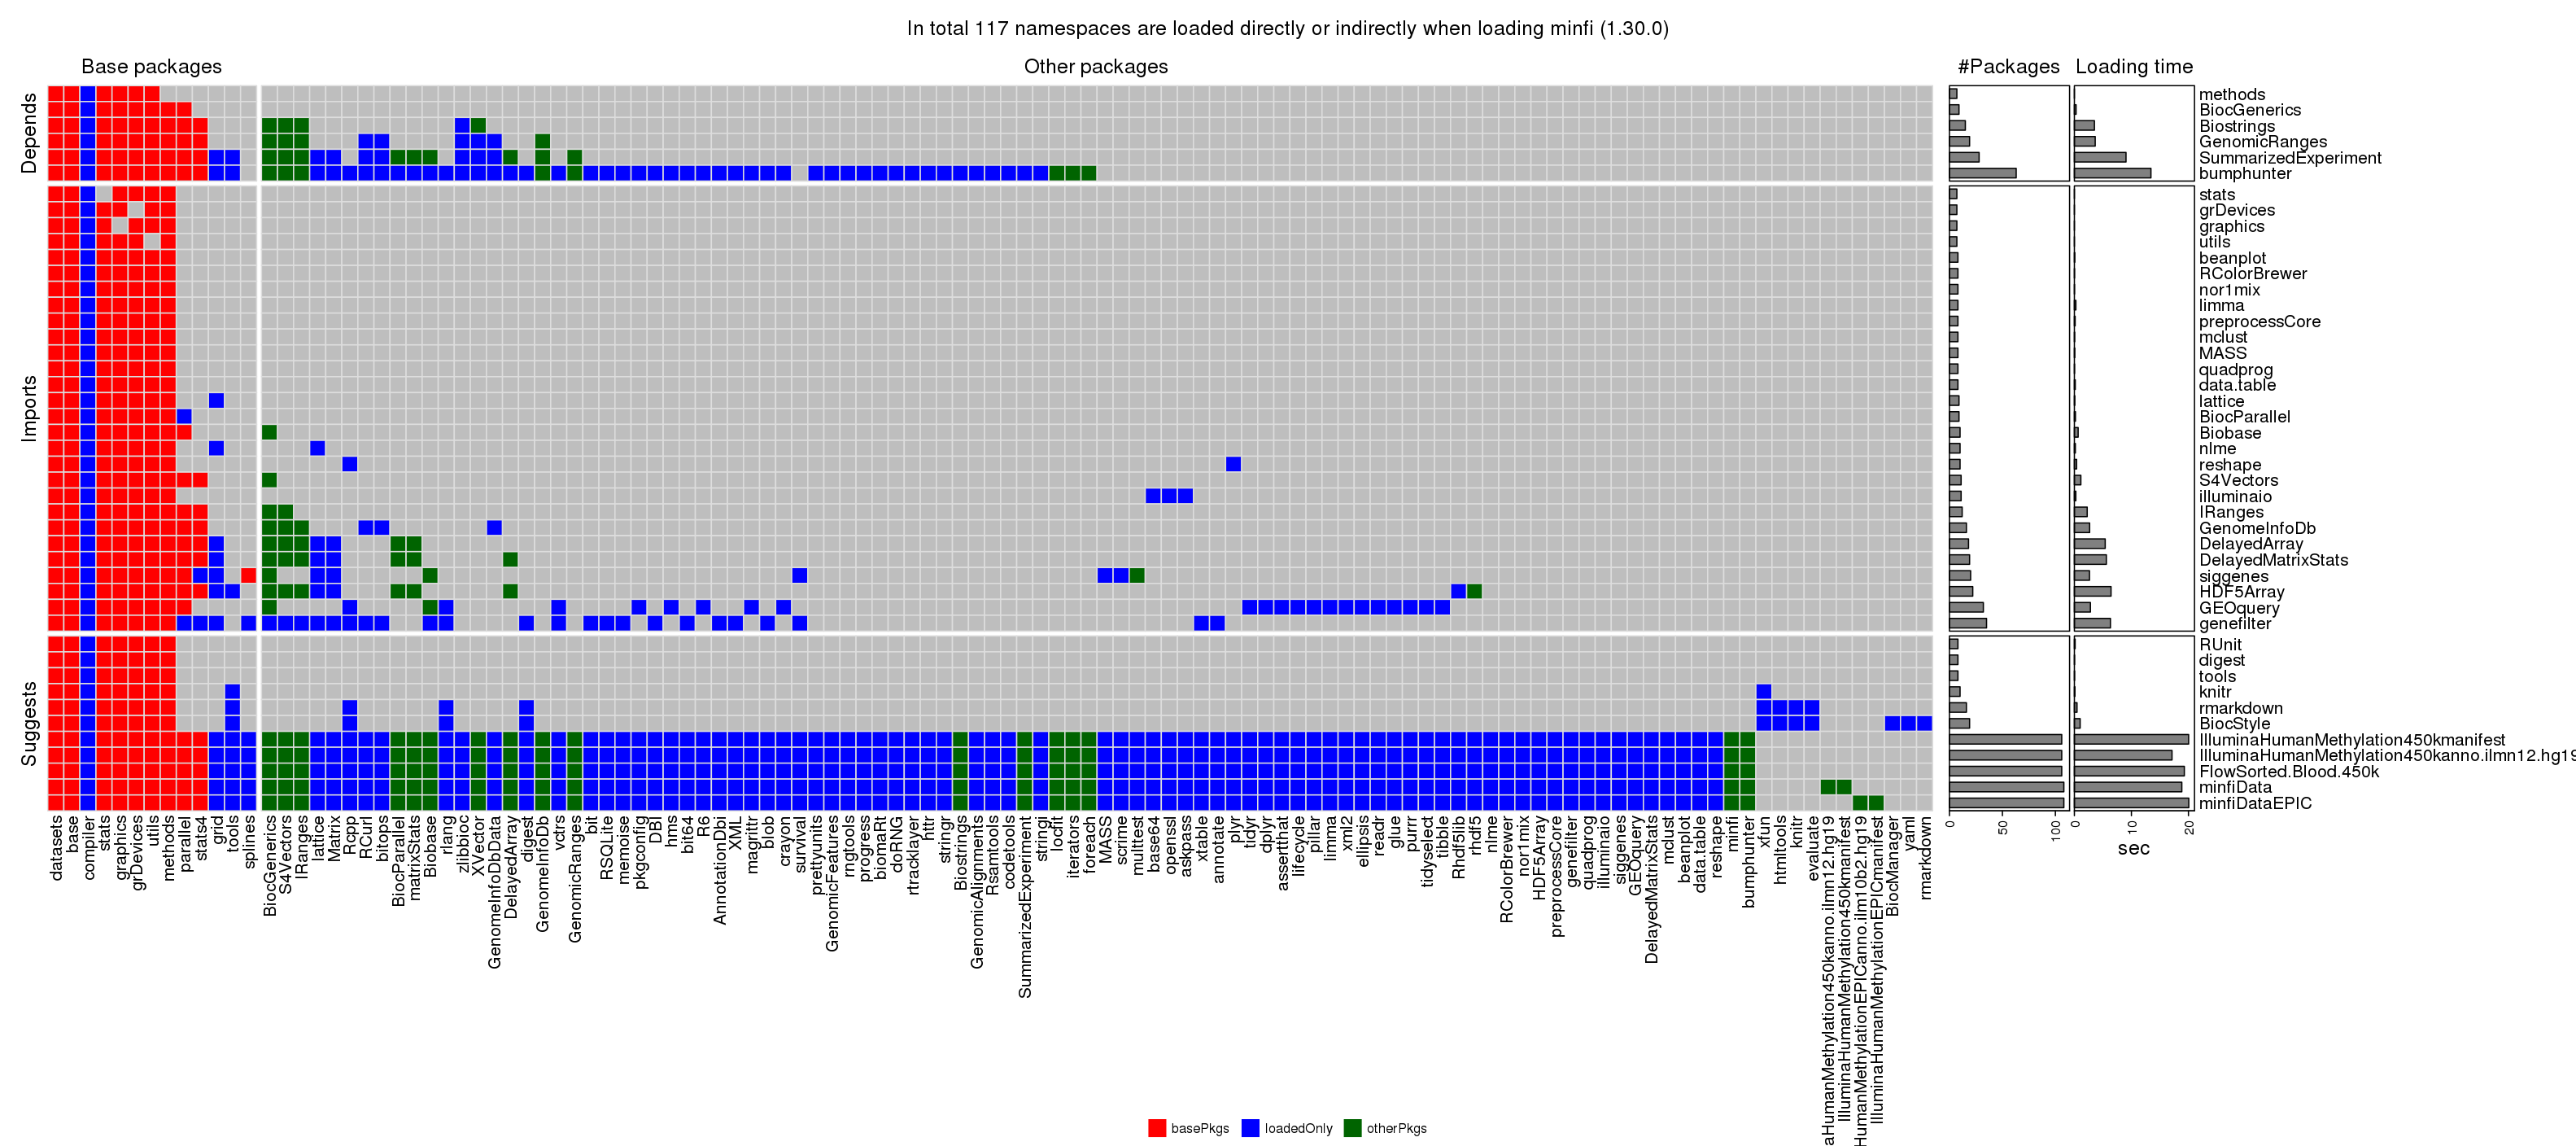 In total 117 namespaces are loaded directly or indirectly when loading minfi (1.30.0)
Base packages
Other packages
#Packages
Loading time
Depends
methods
BiocGenerics
Biostrings
GenomicRanges
SummarizedExperiment
bumphunter
Imports
stats
grDevices
graphics
utils
beanplot
RColorBrewer
nor1mix
limma
preprocessCore
mclust
MASS
quadprog
data.table
lattice
BiocParallel
Biobase
nlme
reshape
S4Vectors
illuminaio
IRanges
GenomeInfoDb
DelayedArray
DelayedMatrixStats
siggenes
HDF5Array
GEOquery
genefilter
Suggests
RUnit
digest
tools
knitr
rmarkdown
BiocStyle
IlluminaHumanMethylation450kmanifest
IlluminaHumanMethylation450kanno.ilmn12.hg19
FlowSorted.Blood.450k
minfiData
minfiDataEPIC
datasets
base
compiler
stats
graphics
grDevices
utils
methods
parallel
stats4
grid
tools
splines
BiocGenerics
S4Vectors
IRanges
lattice
Matrix
Rcpp
RCurl
bitops
BiocParallel
matrixStats
Biobase
rlang
zlibbioc
XVector
GenomeInfoDbData
DelayedArray
digest
GenomeInfoDb
vctrs
GenomicRanges
bit
RSQLite
memoise
pkgconfig
DBI
hms
bit64
R6
AnnotationDbi
XML
magrittr
blob
crayon
survival
prettyunits
GenomicFeatures
rngtools
progress
biomaRt
doRNG
rtracklayer
httr
stringr
Biostrings
GenomicAlignments
Rsamtools
codetools
SummarizedExperiment
stringi
locfit
iterators
foreach
MASS
scrime
multtest
base64
openssl
askpass
xtable
annotate
plyr
tidyr
dplyr
assertthat
lifecycle
pillar
limma
xml2
ellipsis
readr
glue
purrr
tidyselect
tibble
Rhdf5lib
rhdf5
nlme
RColorBrewer
nor1mix
HDF5Array
preprocessCore
genefilter
quadprog
illuminaio
siggenes
GEOquery
DelayedMatrixStats
mclust
beanplot
data.table
reshape
minfi
bumphunter
xfun
htmltools
knitr
evaluate
aHumanMethylation450kanno.ilmn12.hg19
IlluminaHumanMethylation450kmanifest
HumanMethylationEPICanno.ilm10b2.hg19
IlluminaHumanMethylationEPICmanifest
BiocManager
yaml
rmarkdown
0
50
100
0
10
20
sec
basePkgs
loadedOnly
otherPkgs